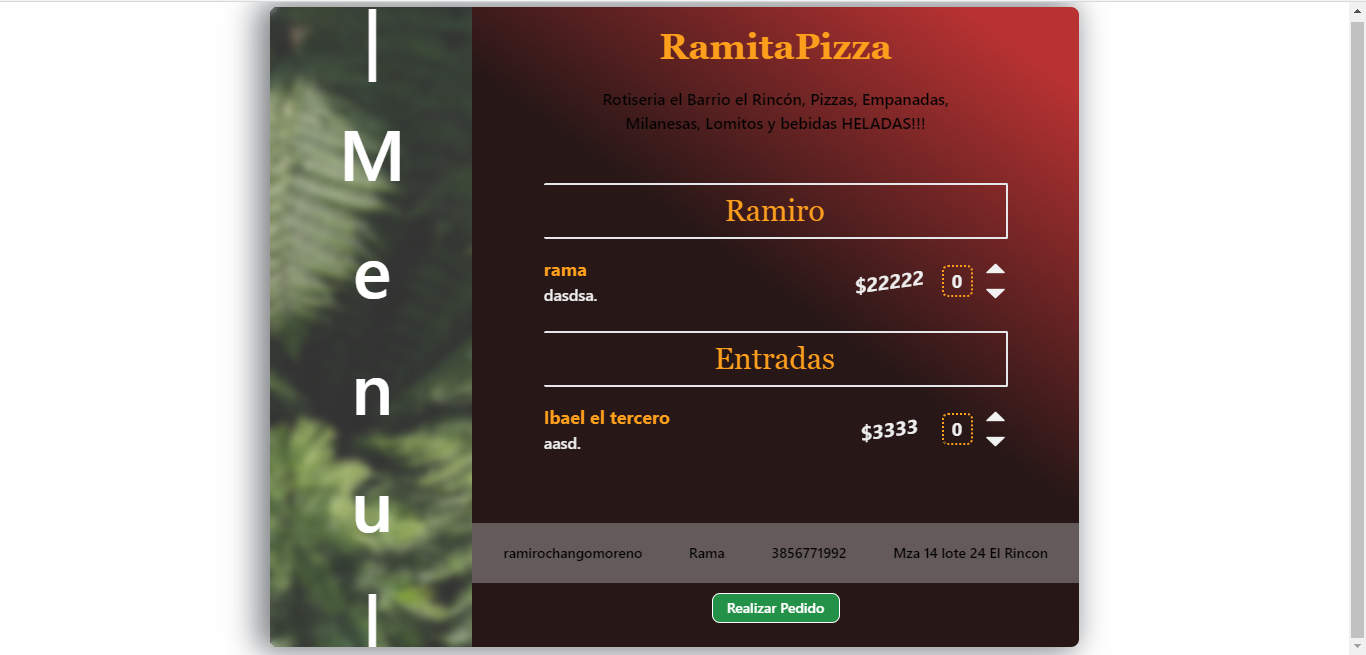 | M e n u |
RamitaPizza
Rotiseria el Barrio el Rincón, Pizzas, Empanadas,
Milanesas, Lomitos y bebidas HELADAS!!!
Ramiro
rama $22222 0
dasdsa.
Entradas
Ibael el tercero $3333 0
aasd.
ramirochangomoreno Rama 3856771992 Mza 14 lote 24 El Rincon
Realizar Pedido